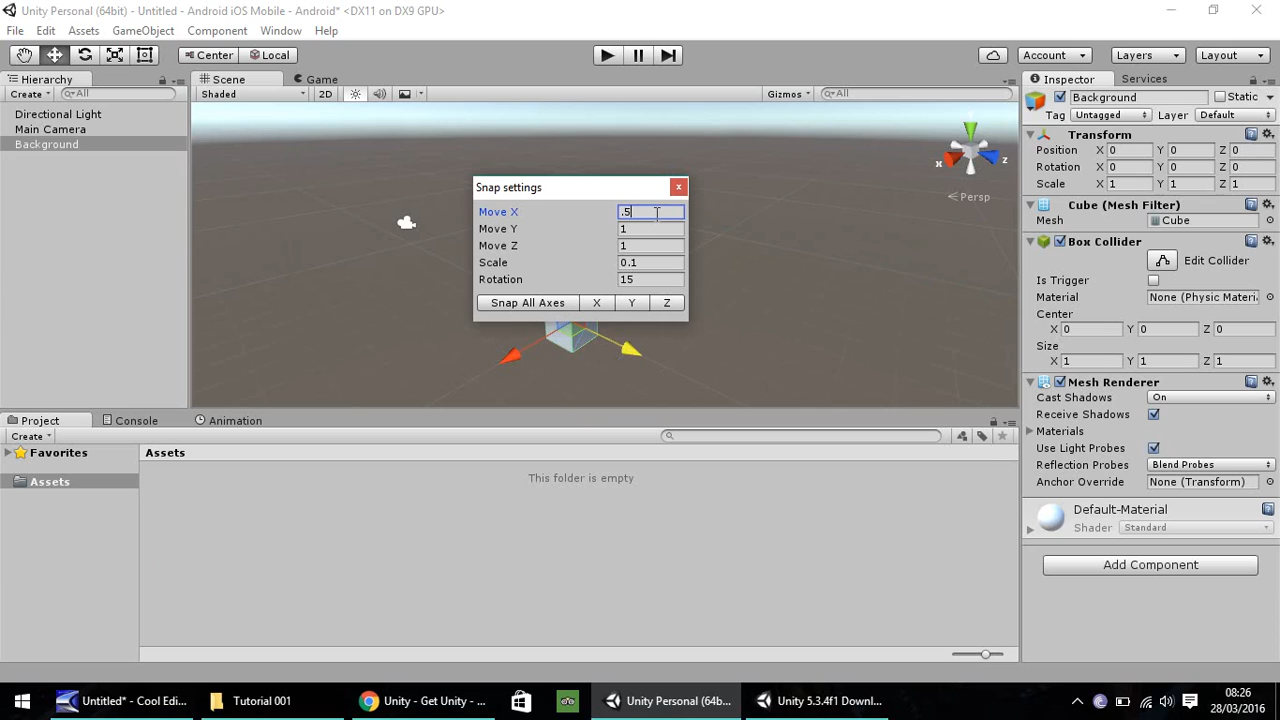 Unity Personal (64bit) - Untitled - Android iOS Mobile - Android* <DX11 on DX9 GPU>
File Edit Assets GameObject Component Window Help
Center Local Account Layers Layout
Hierarchy Scene Game Inspector Services
Create All Shaded 2D Gizmos All Background Static
Tag Untagged Layer Default
Directional Light
Main Camera
Background
x z
Persp
Transform
Position X 0 Y 0 Z 0
Rotation X 0 Y 0 Z 0
Scale X 1 Y 1 Z 1
Cube (Mesh Filter)
Mesh Cube
Box Collider
Edit Collider
Is Trigger
Material None (Physic Materi
Center
X 0 Y 0 Z 0
Size
X 1 Y 1 Z 1
Mesh Renderer
Cast Shadows On
Receive Shadows
Materials
Use Light Probes
Reflection Probes Blend Probes
Anchor Override None (Transform)
Default-Material
Shader Standard
Add Component
Snap settings x
Move X .5
Move Y 1
Move Z 1
Scale 0.1
Rotation 15
Snap All Axes X Y Z
Project Console Animation
Create
Favorites
Assets
Assets
This folder is empty
Untitled* - Cool Edi... Tutorial 001 Unity - Get Unity - ... Unity Personal (64b... Unity 5.3.4f1 Downl...
08:26
28/03/2016